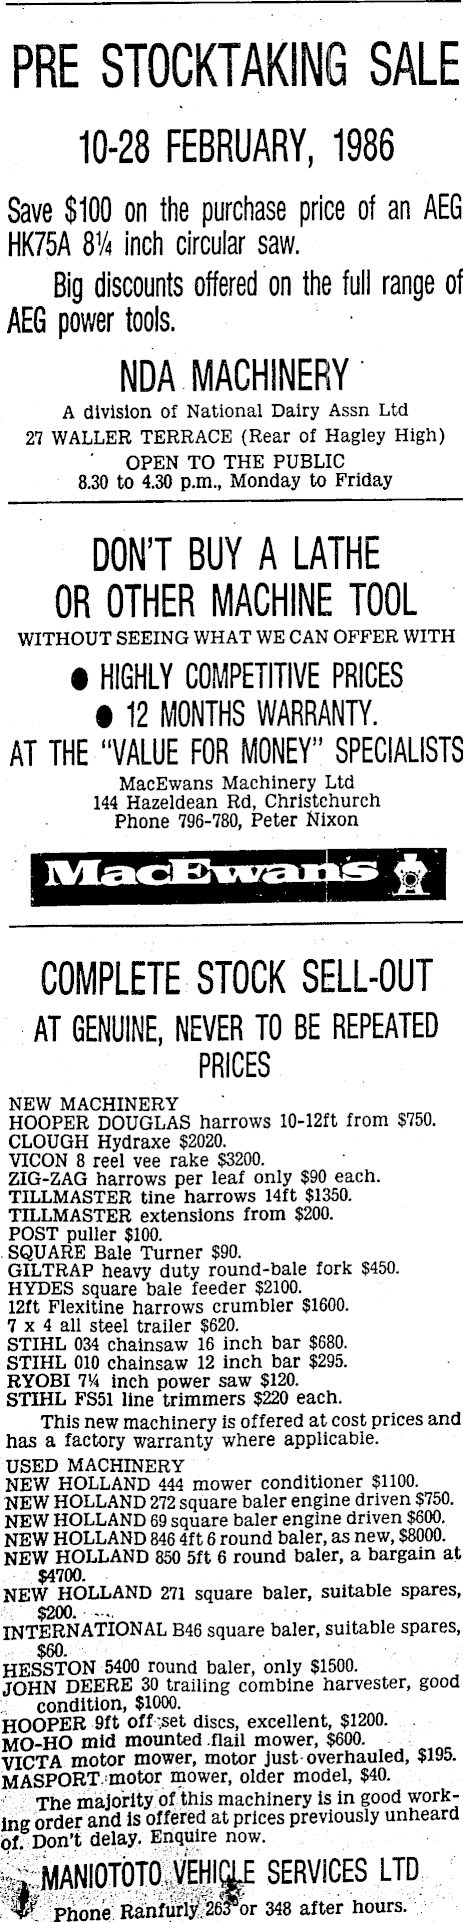 PRE STOCKTAKING SALE
10-28 FEBRUARY, 1986
Save $100 on the purchase price of an AEG
HK75A 8¼ inch circular saw.
Big discounts offered on the full range of
AEG power tools.
NDA MACHINERY
A division of National Dairy Assn Ltd
27 WALLER TERRACE (Rear of Hagley High)
OPEN TO THE PUBLIC
8.30 to 4.30 p.m., Monday to Friday
DON'T BUY A LATHE
OR OTHER MACHINE TOOL
WITHOUT SEEING WHAT WE CAN OFFER WITH
● HIGHLY COMPETITIVE PRICES
● 12 MONTHS WARRANTY.
AT THE "VALUE FOR MONEY" SPECIALISTS
MacEwans Machinery Ltd
144 Hazeldean Rd, Christchurch
Phone 796-780, Peter Nixon
MacEwan's
COMPLETE STOCK SELL-OUT
AT GENUINE, NEVER TO BE REPEATED
PRICES
NEW MACHINERY
HOOPER DOUGLAS harrows 10-12ft from $750.
CLOUGH Hydraxe $2020.
VICON 8 reel vee rake $3200.
ZIG-ZAG harrows per leaf only $90 each.
TILLMASTER tine harrows 14ft $1350.
TILLMASTER extensions from $200.
POST puller $100.
SQUARE Bale Turner $90.
GILTRAP heavy duty round-bale fork $450.
HYDES square bale feeder $2100.
12ft Flexitine harrows crumbler $1600.
7 x 4 all steel trailer $620.
STIHL 034 chainsaw 16 inch bar $680.
STIHL 010 chainsaw 12 inch bar $295.
RYOBI 7¼ inch power saw $120.
STIHL FS51 line trimmers $220 each.
This new machinery is offered at cost prices and
has a factory warranty where applicable.
USED MACHINERY
NEW HOLLAND 444 mower conditioner $1100.
NEW HOLLAND 272 square baler engine driven $750.
NEW HOLLAND 69 square baler engine driven $600.
NEW HOLLAND 846 4ft 6 round baler, as new, $8000.
NEW HOLLAND 850 5ft 6 round baler, a bargain at
$4700.
NEW HOLLAND 271 square baler, suitable spares,
$200.
INTERNATIONAL B46 square baler, suitable spares,
$60.
HESSTON 5400 round baler, only $1500.
JOHN DEERE 30 trailing combine harvester, good
condition, $1000.
HOOPER 9ft off set discs, excellent, $1200.
MO-HO mid mounted flail mower, $600.
VICTA motor mower, motor just overhauled, $195.
MASPORT motor mower, older model, $40.
The majority of this machinery is in good work-
ing order and is offered at prices previously unheard
of. Don't delay. Enquire now.
MANIOTOTO VEHICLE SERVICES LTD
Phone Ranfurly 263 or 348 after hours.